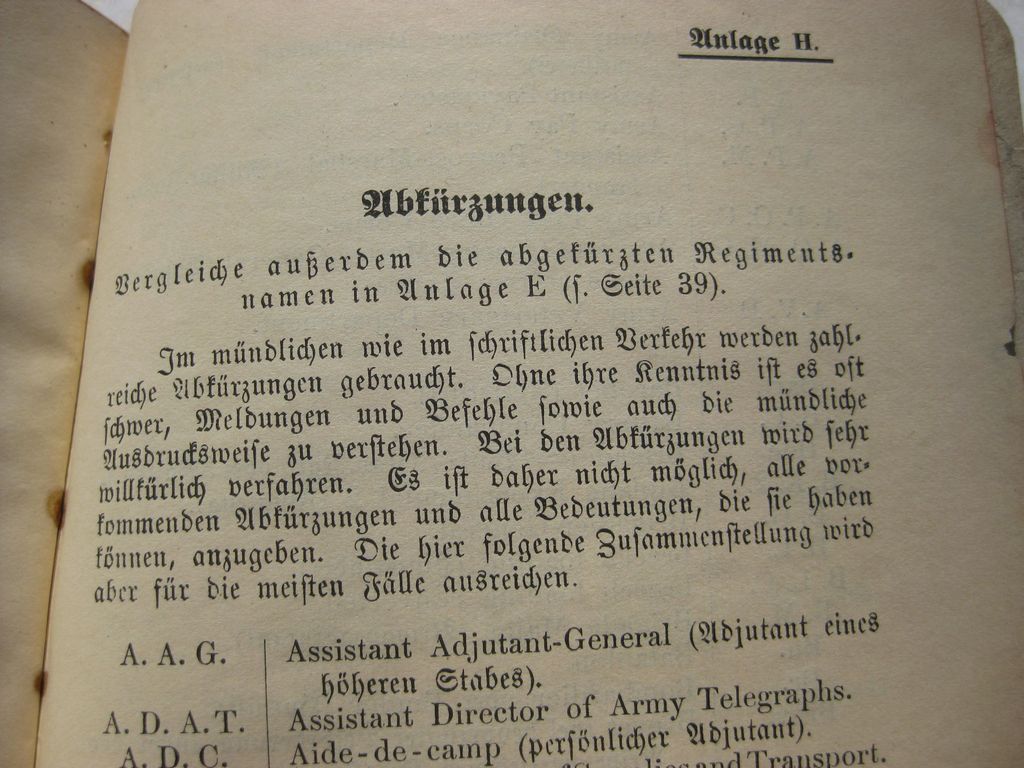 Anlage H.
Abkürzungen.
Vergleiche außerdem die abgekürzten Regiments-
namen in Anlage E (s. Seite 39).
Im mündlichen wie im schriftlichen Verkehr werden zahl-
reiche Abkürzungen gebraucht. Ohne ihre Kenntnis ist es oft
schwer, Meldungen und Befehle sowie auch die mündliche
Ausdrucksweise zu verstehen. Bei den Abkürzungen wird sehr
willkürlich verfahren. Es ist daher nicht möglich, alle vor-
kommenden Abkürzungen und alle Bedeutungen, die sie haben
können, anzugeben. Die hier folgende Zusammenstellung wird
aber für die meisten Fälle ausreichen.
A. A. G. Assistant Adjutant-General (Adjutant eines
höheren Stabes).
A. D. A. T. Assistant Director of Army Telegraphs.
A. D. C. Aide-de-camp (persönlicher Adjutant).
of Supplies and Transport.